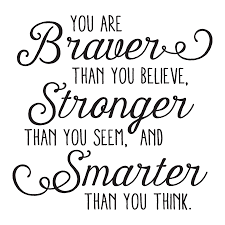 YOU ARE
Braver
THAN YOU BELIEVE,
Stronger
THAN YOU SEEM, AND
Smarter
THAN YOU THINK.